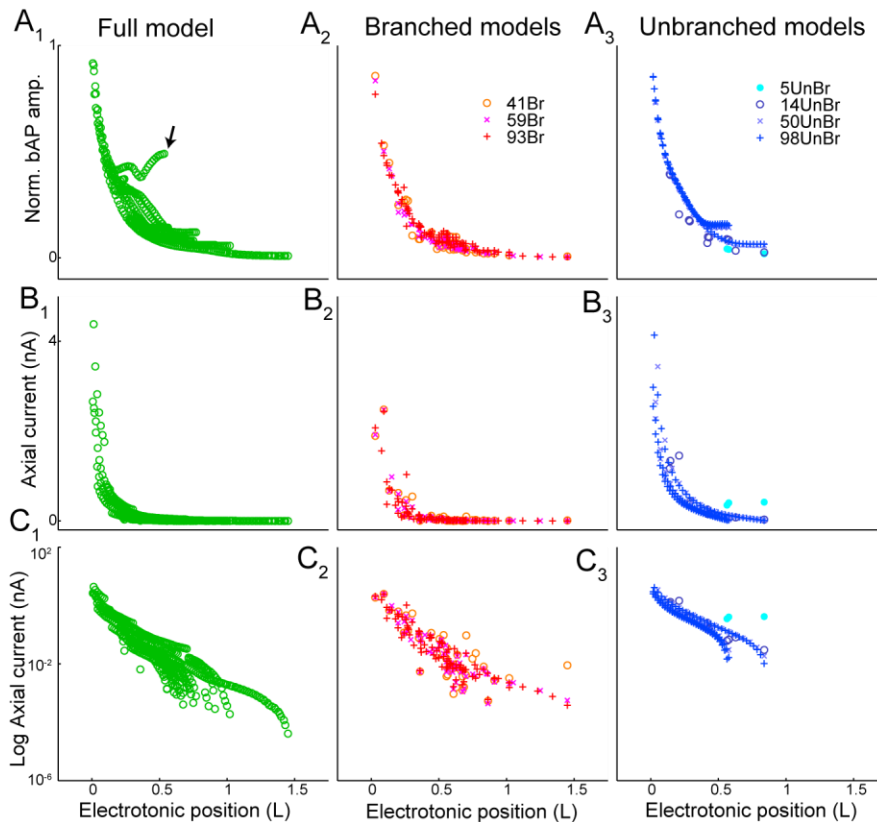 Full model
Branched models
Unbranched models
A1
A2
A3
1
Norm. bAP amp.
0
41Br
59Br
93Br
5UnBr
14UnBr
50UnBr
98UnBr
B1
B2
B3
4
Axial current (nA)
0
C1
C2
C3
10^2
Log Axial current (nA)
10^-2
10^-6
0 0.5 1 1.5
0 0.5 1 1.5
0 0.5 1 1.5
Electrotonic position (L)
Electrotonic position (L)
Electrotonic position (L)